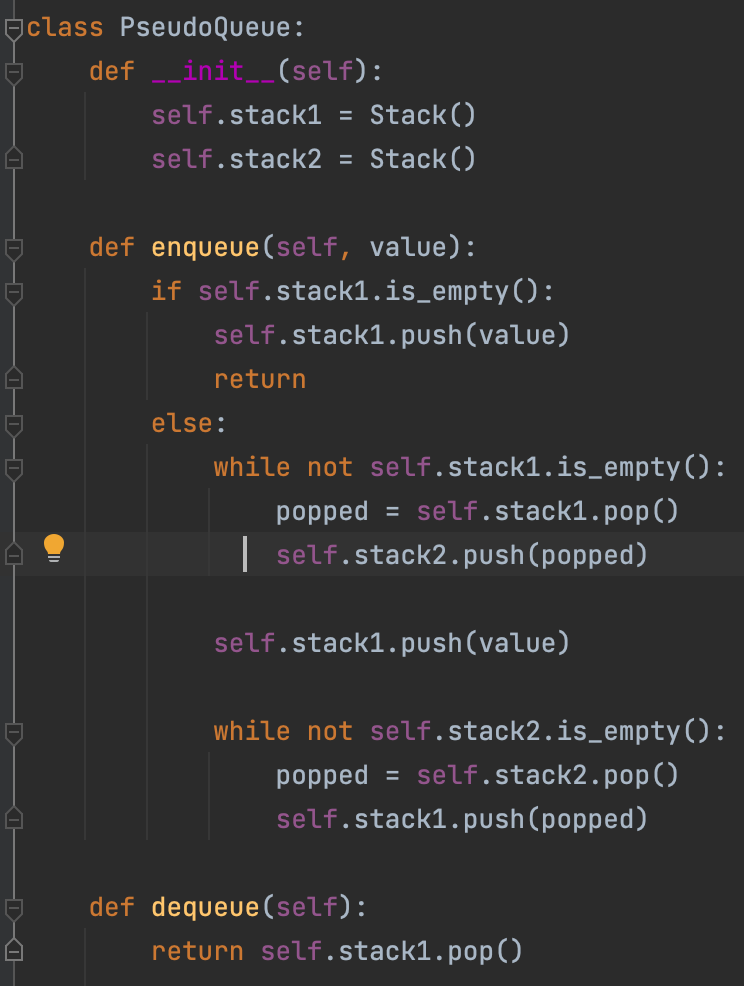 class PseudoQueue:
    def __init__(self):
        self.stack1 = Stack()
        self.stack2 = Stack()

    def enqueue(self, value):
        if self.stack1.is_empty():
            self.stack1.push(value)
            return
        else:
            while not self.stack1.is_empty():
                popped = self.stack1.pop()
                self.stack2.push(popped)

            self.stack1.push(value)

            while not self.stack2.is_empty():
                popped = self.stack2.pop()
                self.stack1.push(popped)

    def dequeue(self):
        return self.stack1.pop()